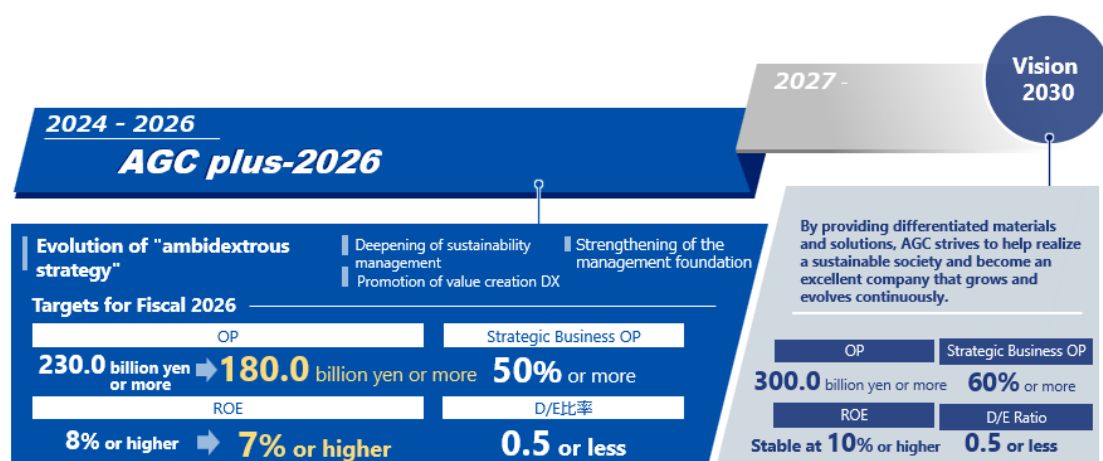 2024 - 2026
AGC plus-2026
2027 -
Vision
2030
Evolution of "ambidextrous
strategy"
Deepening of sustainability
management
Promotion of value creation DX
Strengthening of the
management foundation
Targets for Fiscal 2026
OP
230.0 billion yen or more
180.0 billion yen or more
Strategic Business OP
50% or more
ROE
8% or higher
7% or higher
D/E比率
0.5 or less
By providing differentiated materials
and solutions, AGC strives to help realize
a sustainable society and become an
excellent company that grows and
evolves continuously.
OP
300.0 billion yen or more
Strategic Business OP
60% or more
ROE
Stable at 10% or higher
D/E Ratio
0.5 or less